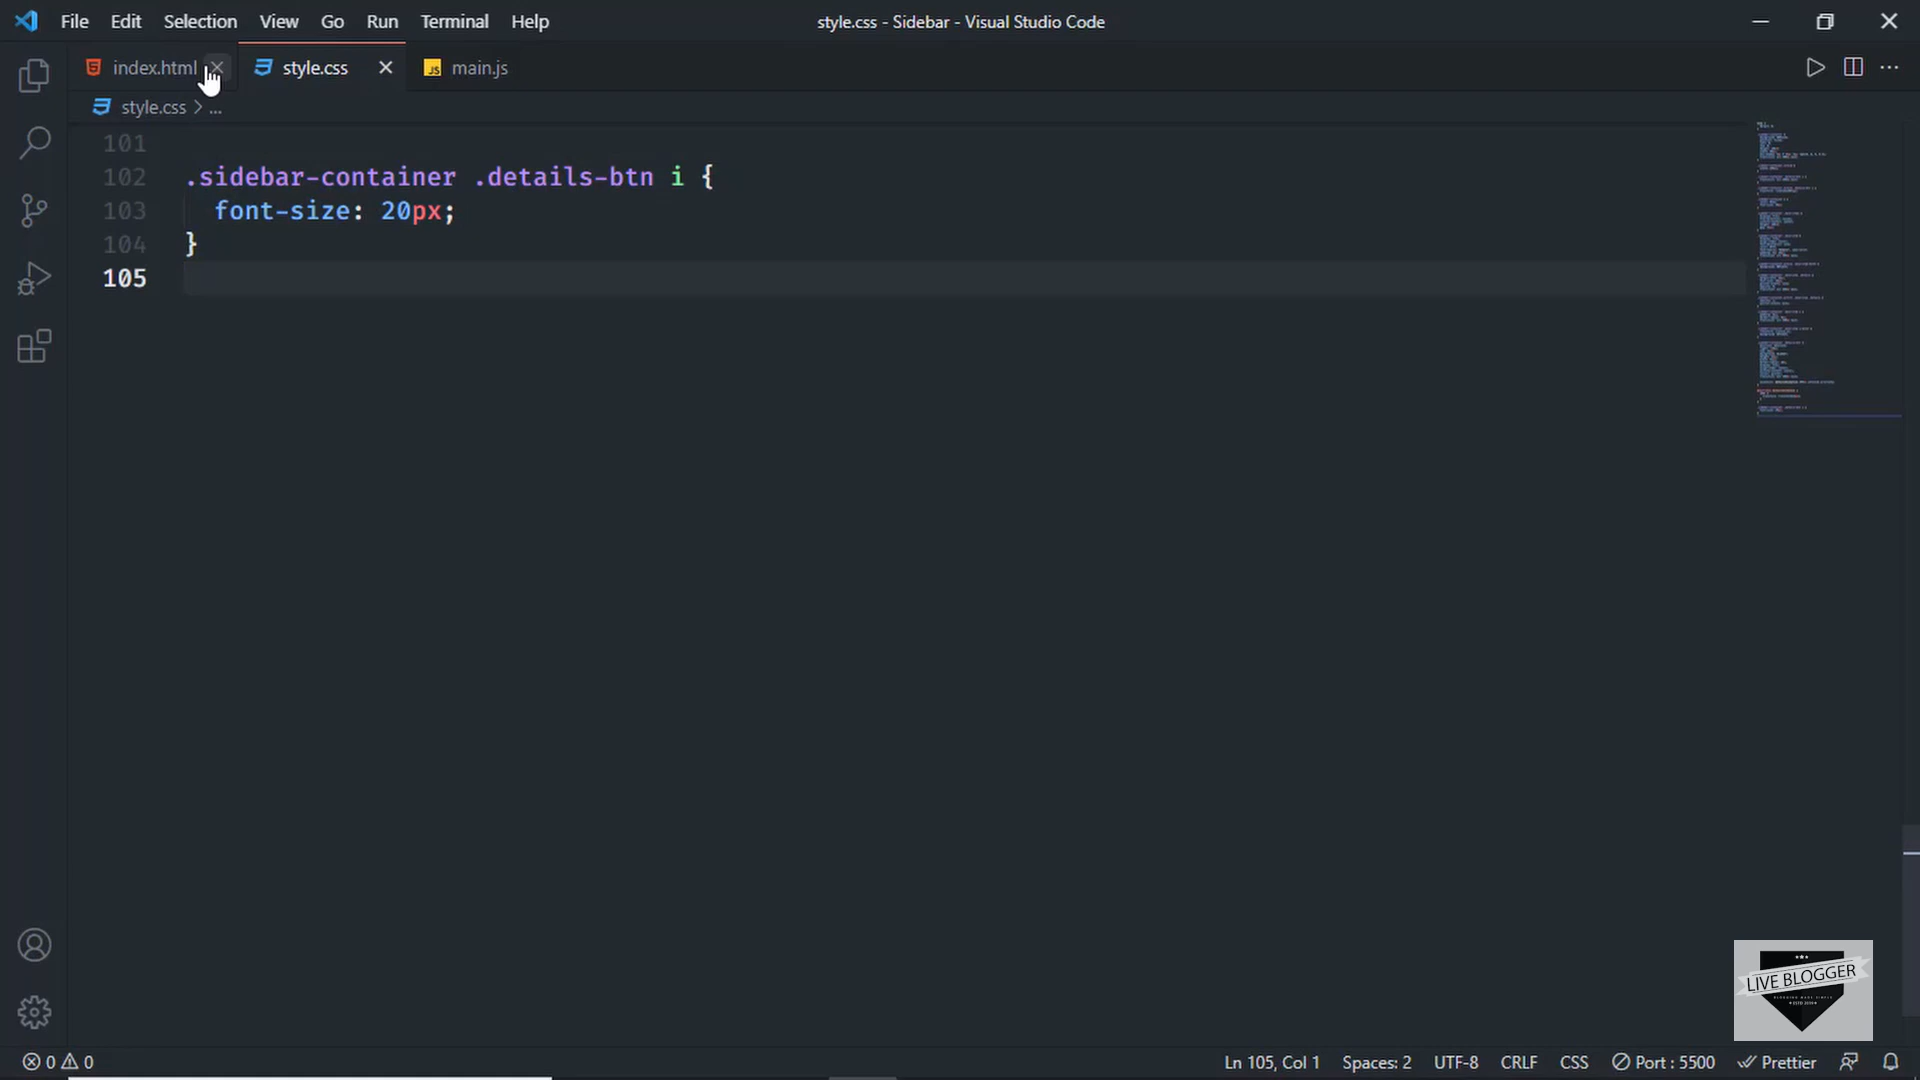 File Edit Selection View Go Run Terminal Help
style.css - Sidebar - Visual Studio Code
index.html style.css JS main.js
style.css > ...
101
102 .sidebar-container .details-btn i {
103 font-size: 20px;
104 }
105
LIVE BLOGGER
0 0 Ln 105, Col 1 Spaces: 2 UTF-8 CRLF CSS Port : 5500 Prettier